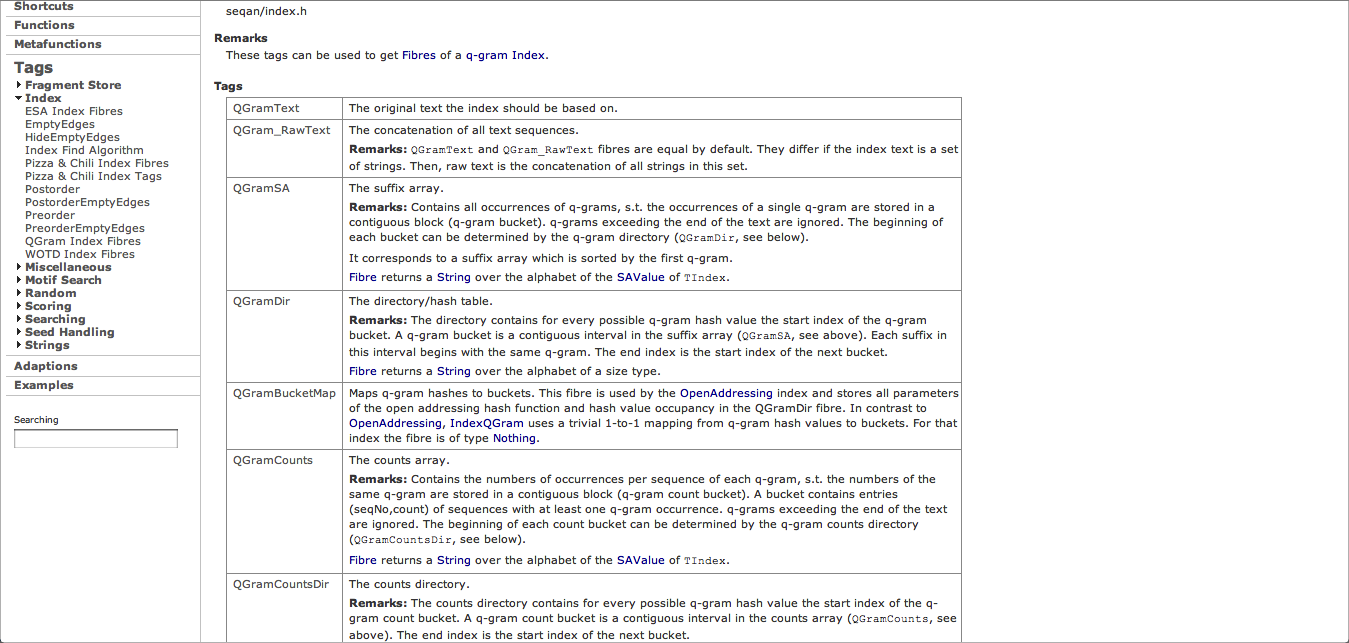 Shortcuts
Functions
Metafunctions
Tags
Fragment Store
Index
ESA Index Fibres
EmptyEdges
HideEmptyEdges
Index Find Algorithm
Pizza & Chili Index Fibres
Pizza & Chili Index Tags
Postorder
PostorderEmptyEdges
Preorder
PreorderEmptyEdges
QGram Index Fibres
WOTD Index Fibres
Miscellaneous
Motif Search
Random
Scoring
Searching
Seed Handling
Strings
Adaptions
Examples
Searching
seqan/index.h
Remarks
These tags can be used to get Fibres of a q-gram Index.
Tags
QGramText
The original text the index should be based on.
QGram_RawText
The concatenation of all text sequences.
Remarks: QGramText and QGram_RawText fibres are equal by default. They differ if the index text is a set
of strings. Then, raw text is the concatenation of all strings in this set.
QGramSA
The suffix array.
Remarks: Contains all occurrences of q-grams, s.t. the occurrences of a single q-gram are stored in a
contiguous block (q-gram bucket). q-grams exceeding the end of the text are ignored. The beginning of
each bucket can be determined by the q-gram directory (QGramDir, see below).
It corresponds to a suffix array which is sorted by the first q-gram.
Fibre returns a String over the alphabet of the SAValue of TIndex.
QGramDir
The directory/hash table.
Remarks: The directory contains for every possible q-gram hash value the start index of the q-gram
bucket. A q-gram bucket is a contiguous interval in the suffix array (QGramSA, see above). Each suffix in
this interval begins with the same q-gram. The end index is the start index of the next bucket.
Fibre returns a String over the alphabet of a size type.
QGramBucketMap
Maps q-gram hashes to buckets. This fibre is used by the OpenAddressing index and stores all parameters
of the open addressing hash function and hash value occupancy in the QGramDir fibre. In contrast to
OpenAddressing, IndexQGram uses a trivial 1-to-1 mapping from q-gram hash values to buckets. For that
index the fibre is of type Nothing.
QGramCounts
The counts array.
Remarks: Contains the numbers of occurrences per sequence of each q-gram, s.t. the numbers of the
same q-gram are stored in a contiguous block (q-gram count bucket). A bucket contains entries
(seqNo,count) of sequences with at least one q-gram occurrence. q-grams exceeding the end of the text
are ignored. The beginning of each count bucket can be determined by the q-gram counts directory
(QGramCountsDir, see below).
Fibre returns a String over the alphabet of the SAValue of TIndex.
QGramCountsDir
The counts directory.
Remarks: The counts directory contains for every possible q-gram hash value the start index of the q-
gram count bucket. A q-gram count bucket is a contiguous interval in the counts array (QGramCounts, see
above). The end index is the start index of the next bucket.